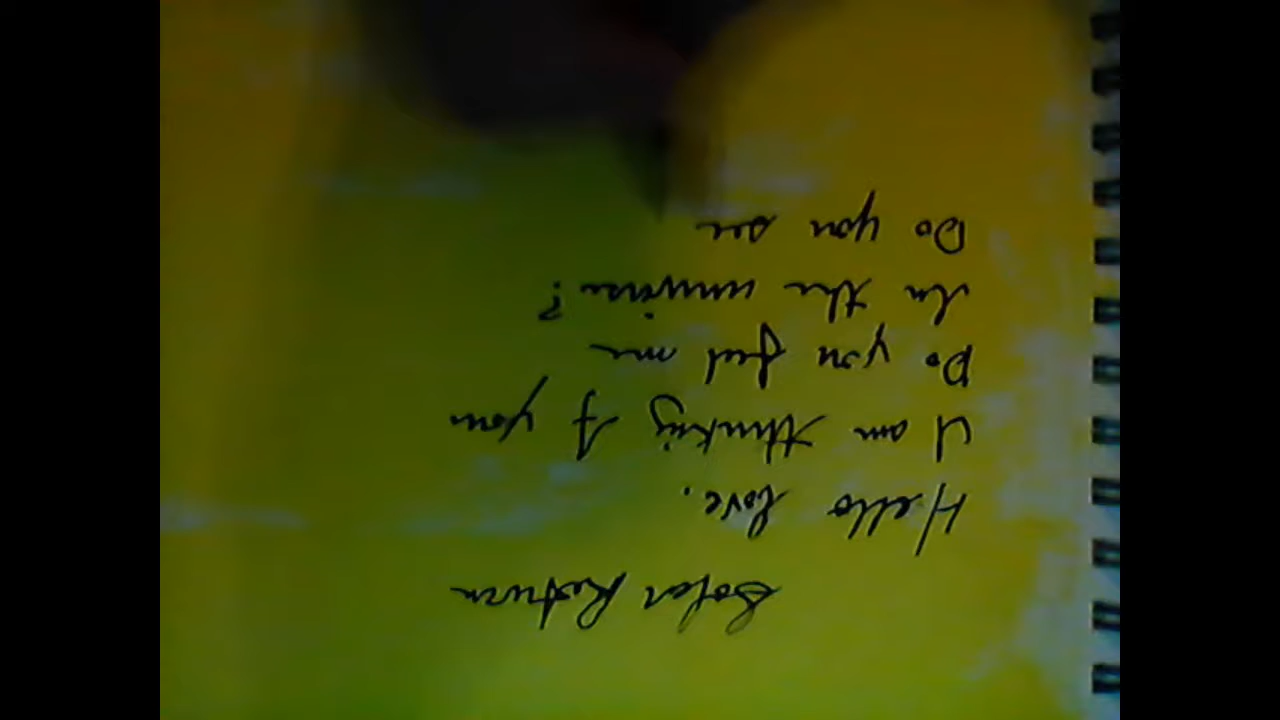 Solar Return
Hello love.
I am thinking of you
Do you feel me
In the universe?
Do you see